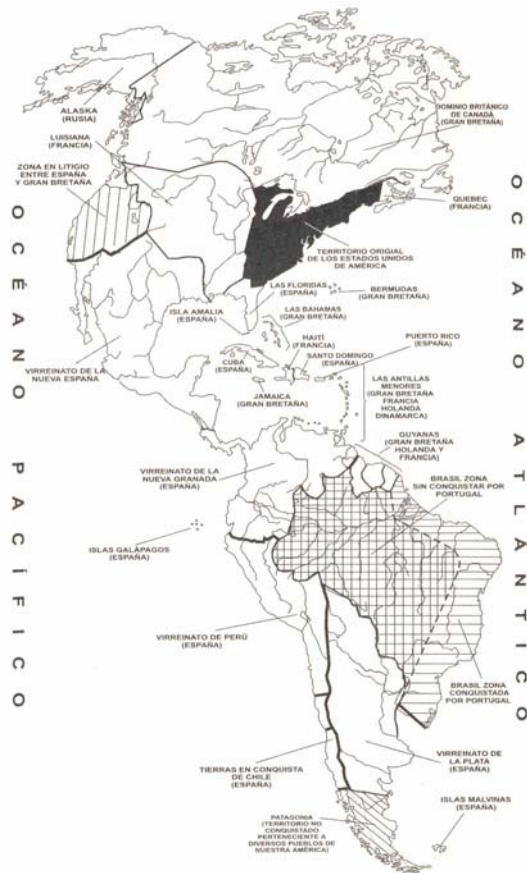 ALASKA
(RUSIA)
LUISIANA
(FRANCIA)
ZONA EN LITIGIO
ENTRE ESPAÑA
Y GRAN BRETAÑA
DOMINIO BRITÁNICO
DE CANADÁ
(GRAN BRETAÑA)
QUEBEC
(FRANCIA)
TERRITORIO ORIGIAL
DE LOS ESTADOS UNIDOS
DE AMÉRICA
LAS FLORIDAS
(ESPAÑA)
BERMUDAS
(GRAN BRETAÑA)
ISLA AMALIA
(ESPAÑA)
LAS BAHAMAS
(GRAN BRETAÑA)
HAITÍ
(FRANCIA)
PUERTO RICO
(ESPAÑA)
CUBA
(ESPAÑA)
SANTO DOMINGO
(ESPAÑA)
VIRREINATO DE LA
NUEVA ESPAÑA
JAMAICA
(GRAN BRETAÑA)
LAS ANTILLAS
MENORES
(GRAN BRETAÑA
FRANCIA
HOLANDA
DINAMARCA)
GUYANAS
(GRAN BRETAÑA
HOLANDA Y
FRANCIA)
VIRREINATO DE LA
NUEVA GRANADA
(ESPAÑA)
BRASIL ZONA
SIN CONQUISTAR POR
PORTUGAL
ISLAS GALÁPAGOS
(ESPAÑA)
VIRREINATO DE PERÚ
(ESPAÑA)
BRASIL ZONA
CONQUISTADA
POR PORTUGAL
TIERRAS EN CONQUISTA
DE CHILE
(ESPAÑA)
VIRREINATO DE
LA PLATA
(ESPAÑA)
PATAGONIA
(TERRITORIO NO
CONQUISTADO
PERTENECIENTE A
DIVERSOS PUEBLOS DE
NUESTRA AMÉRICA)
ISLAS MALVINAS
(ESPAÑA)
OCÉANO PACÍFICO
OCÉANO ATLÁNTICO